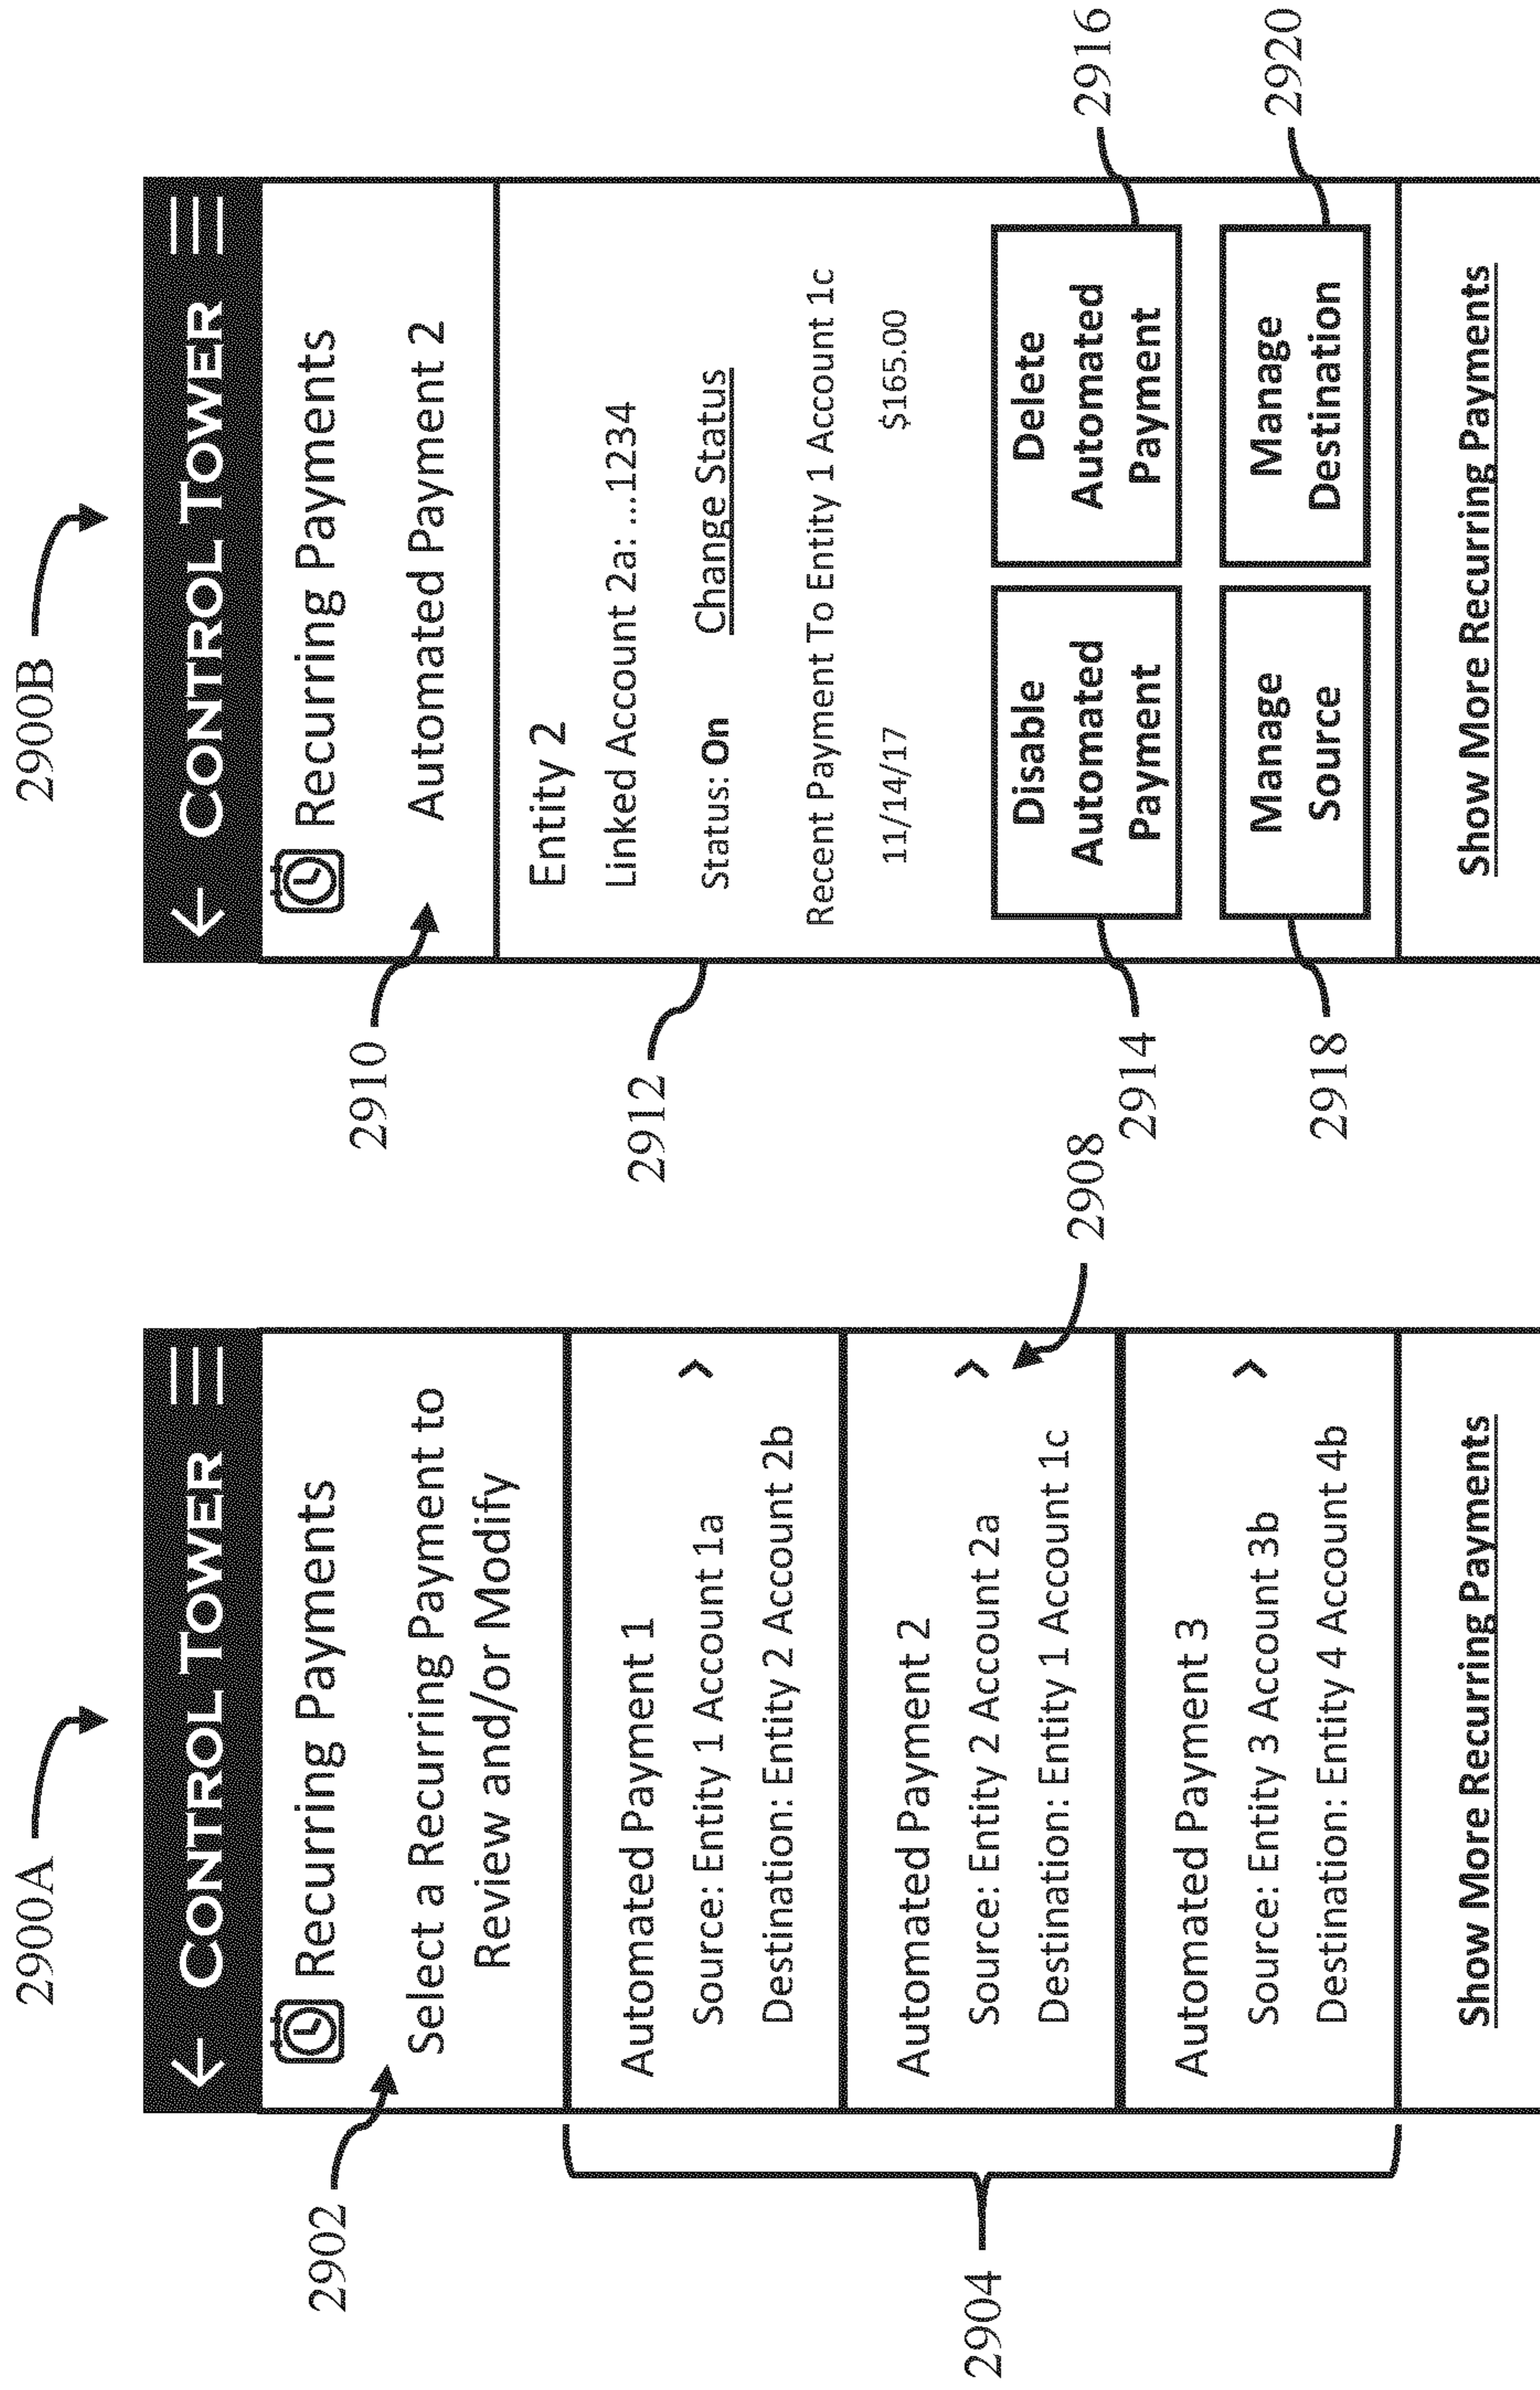 2900A
← CONTROL TOWER
Recurring Payments
2902
Select a Recurring Payment to
Review and/or Modify
2904
Automated Payment 1
Source: Entity 1 Account 1a
Destination: Entity 2 Account 2b
>
Automated Payment 2
Source: Entity 2 Account 2a
Destination: Entity 1 Account 1c
>
2908
Automated Payment 3
Source: Entity 3 Account 3b
Destination: Entity 4 Account 4b
>
Show More Recurring Payments
2900B
← CONTROL TOWER
Recurring Payments
2910
Automated Payment 2
2912
Entity 2
Linked Account 2a: ...1234
Status: On Change Status
Recent Payment To Entity 1 Account 1c
11/14/17 $165.00
2914
Disable
Automated
Payment
Delete
Automated
Payment
2916
2918
Manage
Source
Manage
Destination
2920
Show More Recurring Payments